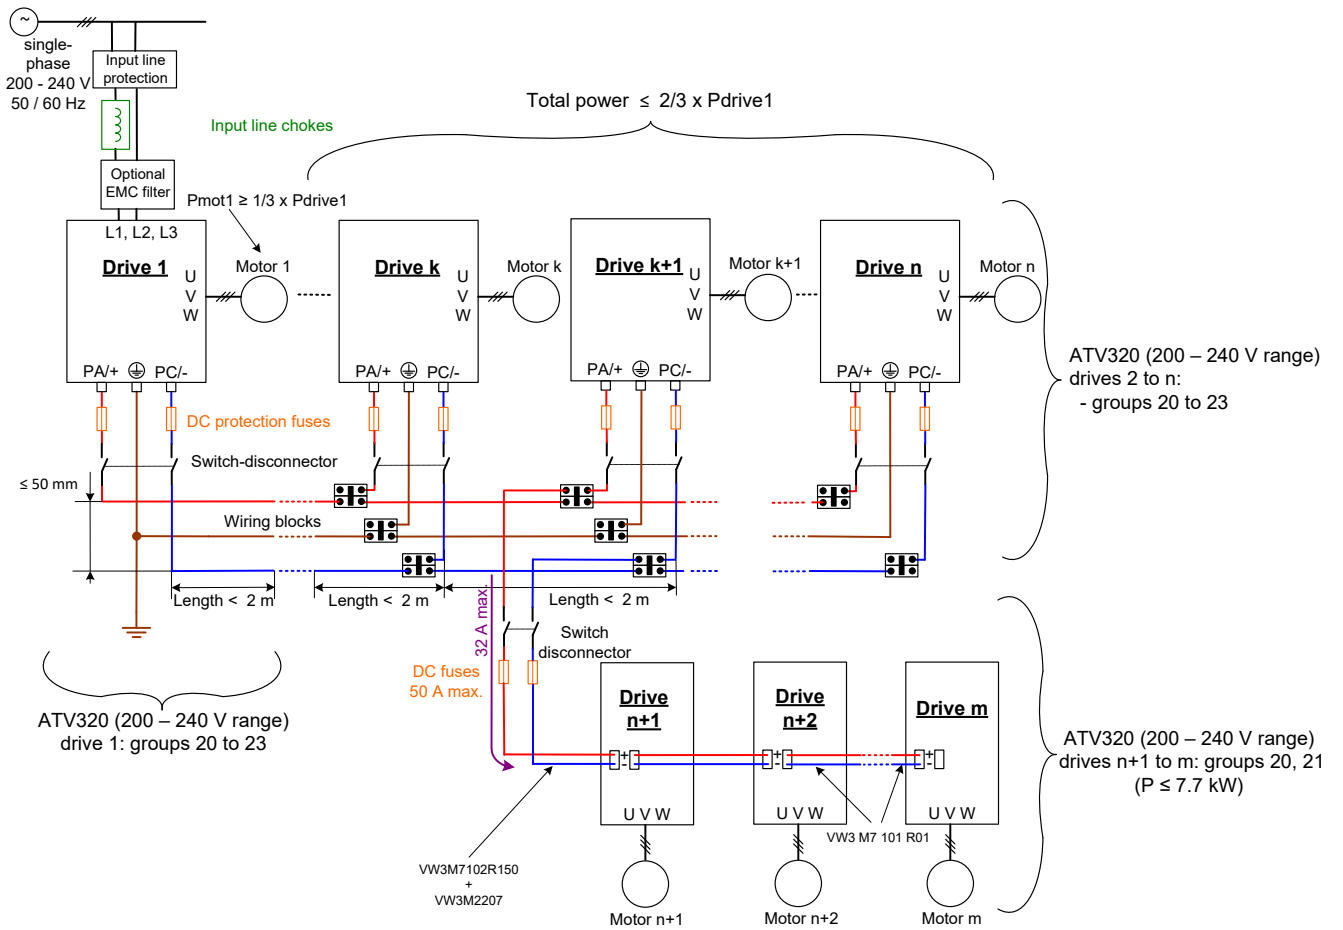 ~
single-
phase
200 - 240 V
50 / 60 Hz
Input line
protection
Input line chokes
Optional
EMC filter
Total power ≤ 2/3 x Pdrive1
Pmot1 ≥ 1/3 x Pdrive1
L1, L2, L3
Drive 1
U
V
W
Motor 1
PA/+
PC/-
Drive k
U
V
W
Motor k
PA/+
PC/-
Drive k+1
U
V
W
Motor k+1
PA/+
PC/-
Drive n
U
V
W
Motor n
PA/+
PC/-
ATV320 (200 – 240 V range)
drives 2 to n:
- groups 20 to 23
DC protection fuses
Switch-disconnector
≤ 50 mm
Wiring blocks
Length < 2 m
Length < 2 m
Length < 2 m
32 A max.
Switch
disconnector
DC fuses
50 A max.
ATV320 (200 – 240 V range)
drive 1: groups 20 to 23
Drive
n+1
+
-
U V W
Motor n+1
Drive
n+2
+
-
U V W
Motor n+2
Drive m
+
-
U V W
Motor m
VW3 M7 101 R01
VW3M7102R150
+
VW3M2207
ATV320 (200 – 240 V range)
drives n+1 to m: groups 20, 21
(P ≤ 7.7 kW)